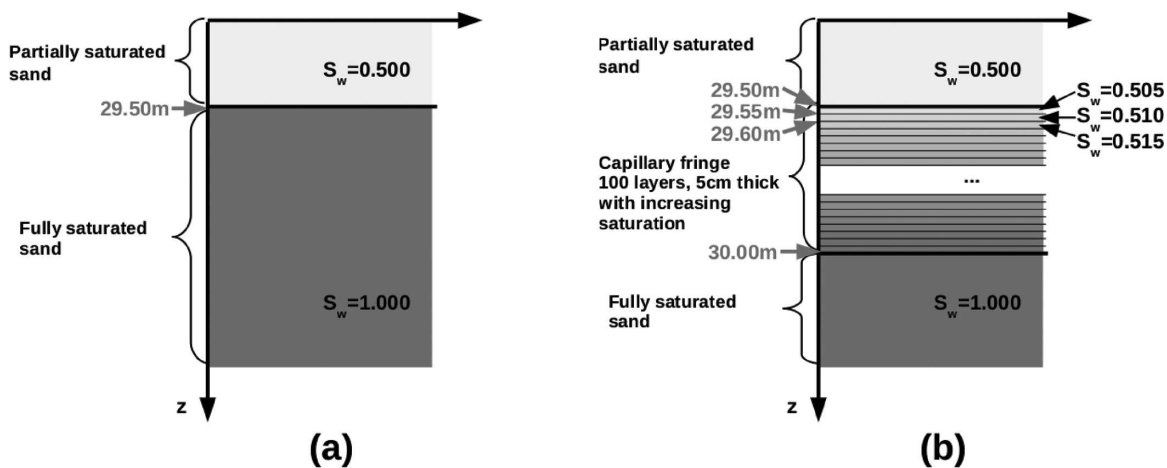 Partially saturated
sand
S_w=0.500
29.50m
Fully saturated
sand
S_w=1.000
z
(a)
Partially saturated
sand
S_w=0.500
29.50m
29.55m
29.60m
S_w=0.505
S_w=0.510
S_w=0.515
Capillary fringe
100 layers, 5cm thick
with increasing
saturation
...
30.00m
Fully saturated
sand
S_w=1.000
z
(b)